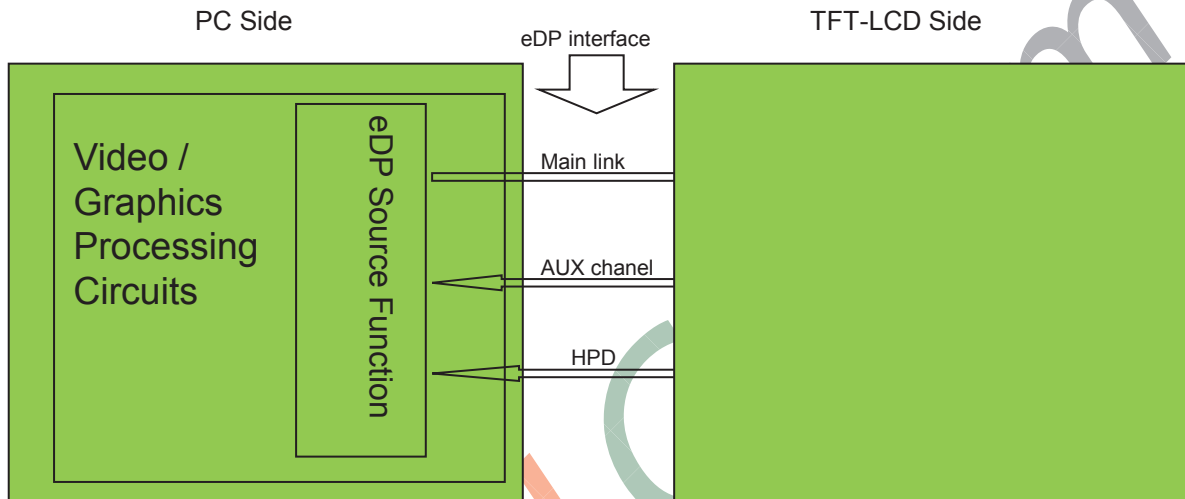 PC Side
TFT-LCD Side
eDP interface
Video /
Graphics
Processing
Circuits
eDP Source Function
Main link
AUX chanel
HPD